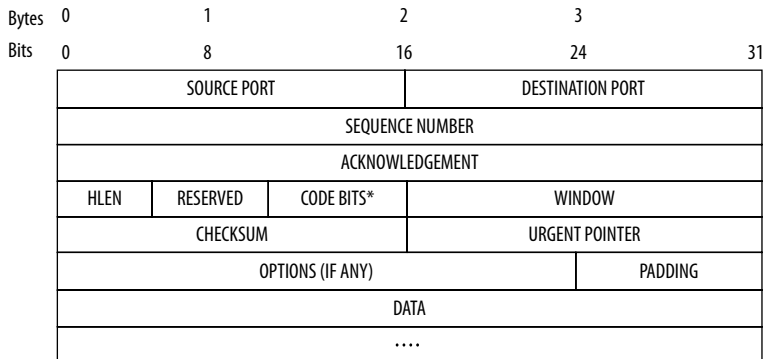 Bytes 0 1 2 3
Bits 0 8 16 24 31
SOURCE PORT DESTINATION PORT
SEQUENCE NUMBER
ACKNOWLEDGEMENT
HLEN RESERVED CODE BITS* WINDOW
CHECKSUM URGENT POINTER
OPTIONS (IF ANY) PADDING
DATA
....